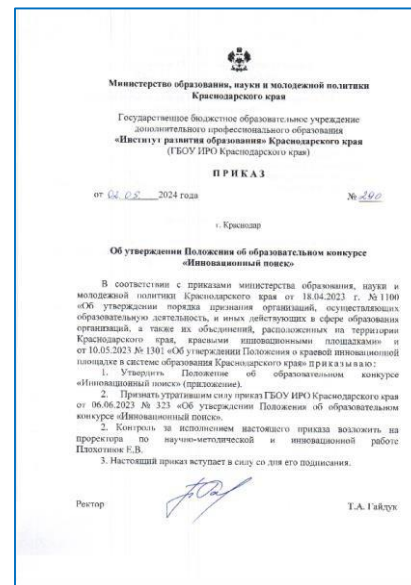 Министерство образования, науки и молодежной политики
Краснодарского края
Государственное бюджетное образовательное учреждение
дополнительного профессионального образования
«Институт развития образования» Краснодарского края
(ГБОУ ИРО Краснодарского края)
ПРИКАЗ
от 02.05 2024 года № 290
г. Краснодар
Об утверждении Положения об образовательном конкурсе
«Инновационный поиск»
В соответствии с приказами министерства образования, науки и
молодежной политики Краснодарского края от 18.04.2023 г. № 1100
«Об утверждении порядка признания организаций, осуществляющих
образовательную деятельность, и иных действующих в сфере образования
организаций, а также их объединений, расположенных на территории
Краснодарского края, краевыми инновационными площадками» и
от 10.05.2023 № 1301 «Об утверждении Положения о краевой инновационной
площадке в системе образования Краснодарского края» п р и к а з ы в а ю:
1. Утвердить Положение об образовательном конкурсе
«Инновационный поиск» (приложение).
2. Признать утратившим силу приказ ГБОУ ИРО Краснодарского края
от 06.06.2023 № 323 «Об утверждении Положения об образовательном
конкурсе «Инновационный поиск».
2. Контроль за исполнением настоящего приказа возложить на
проректора по научно-методической и инновационной работе
Плохотнюк Е.В.
3. Настоящий приказ вступает в силу со дня его подписания.
Ректор Т.А. Гайдук